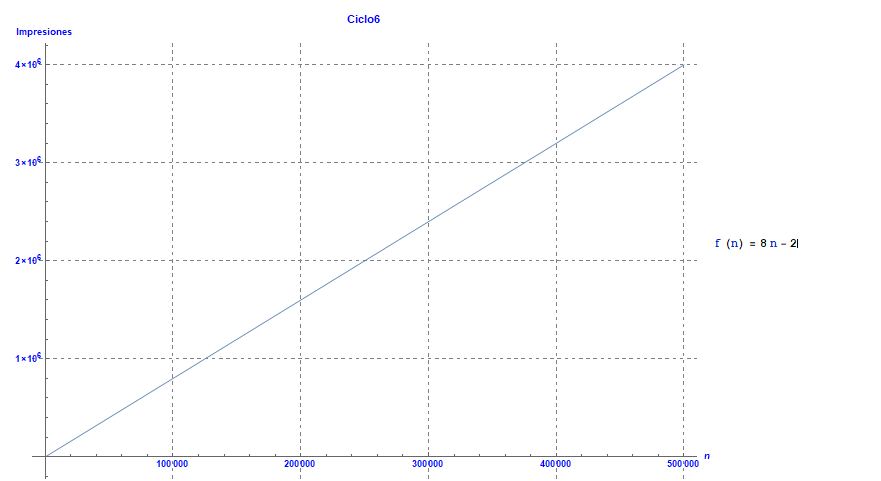 Ciclo6
Impresiones
4×10⁶
3×10⁶
2×10⁶
1×10⁶
f (n) = 8 n − 2
n
100 000
200 000
300 000
400 000
500 000